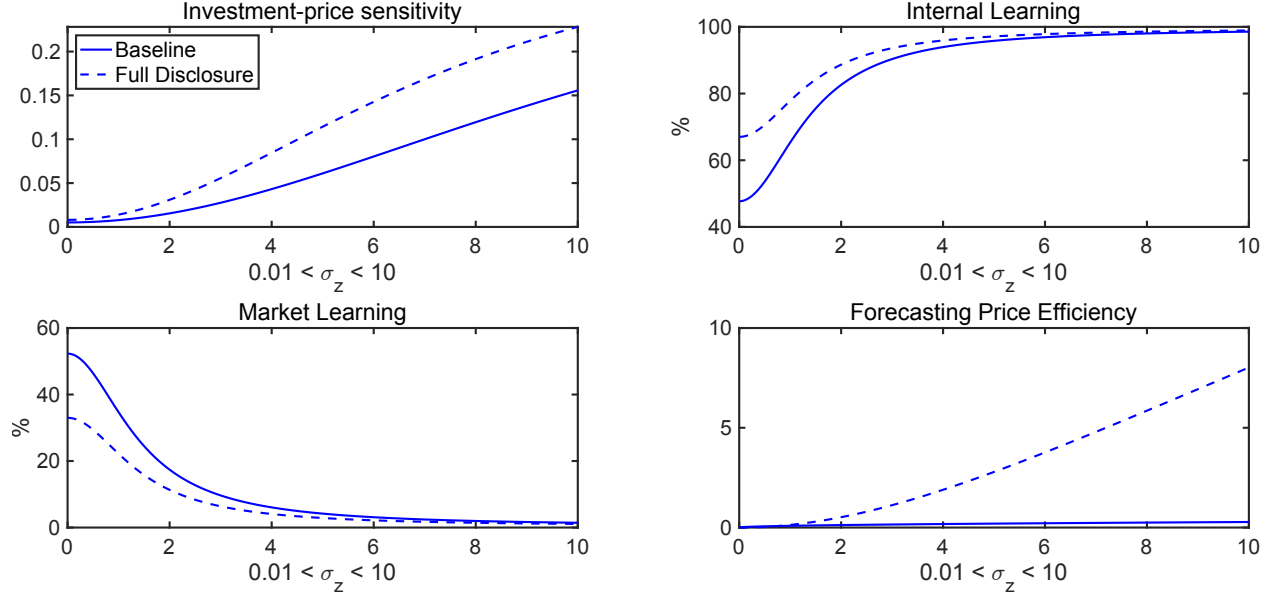 Investment-price sensitivity
0.2
0.15
0.1
0.05
0
Baseline
Full Disclosure
0 2 4 6 8 10
0.01 < σz < 10
Internal Learning
%
100
80
60
40
0 2 4 6 8 10
0.01 < σz < 10
Market Learning
%
60
40
20
0
0 2 4 6 8 10
0.01 < σz < 10
Forecasting Price Efficiency
10
5
0
0 2 4 6 8 10
0.01 < σz < 10